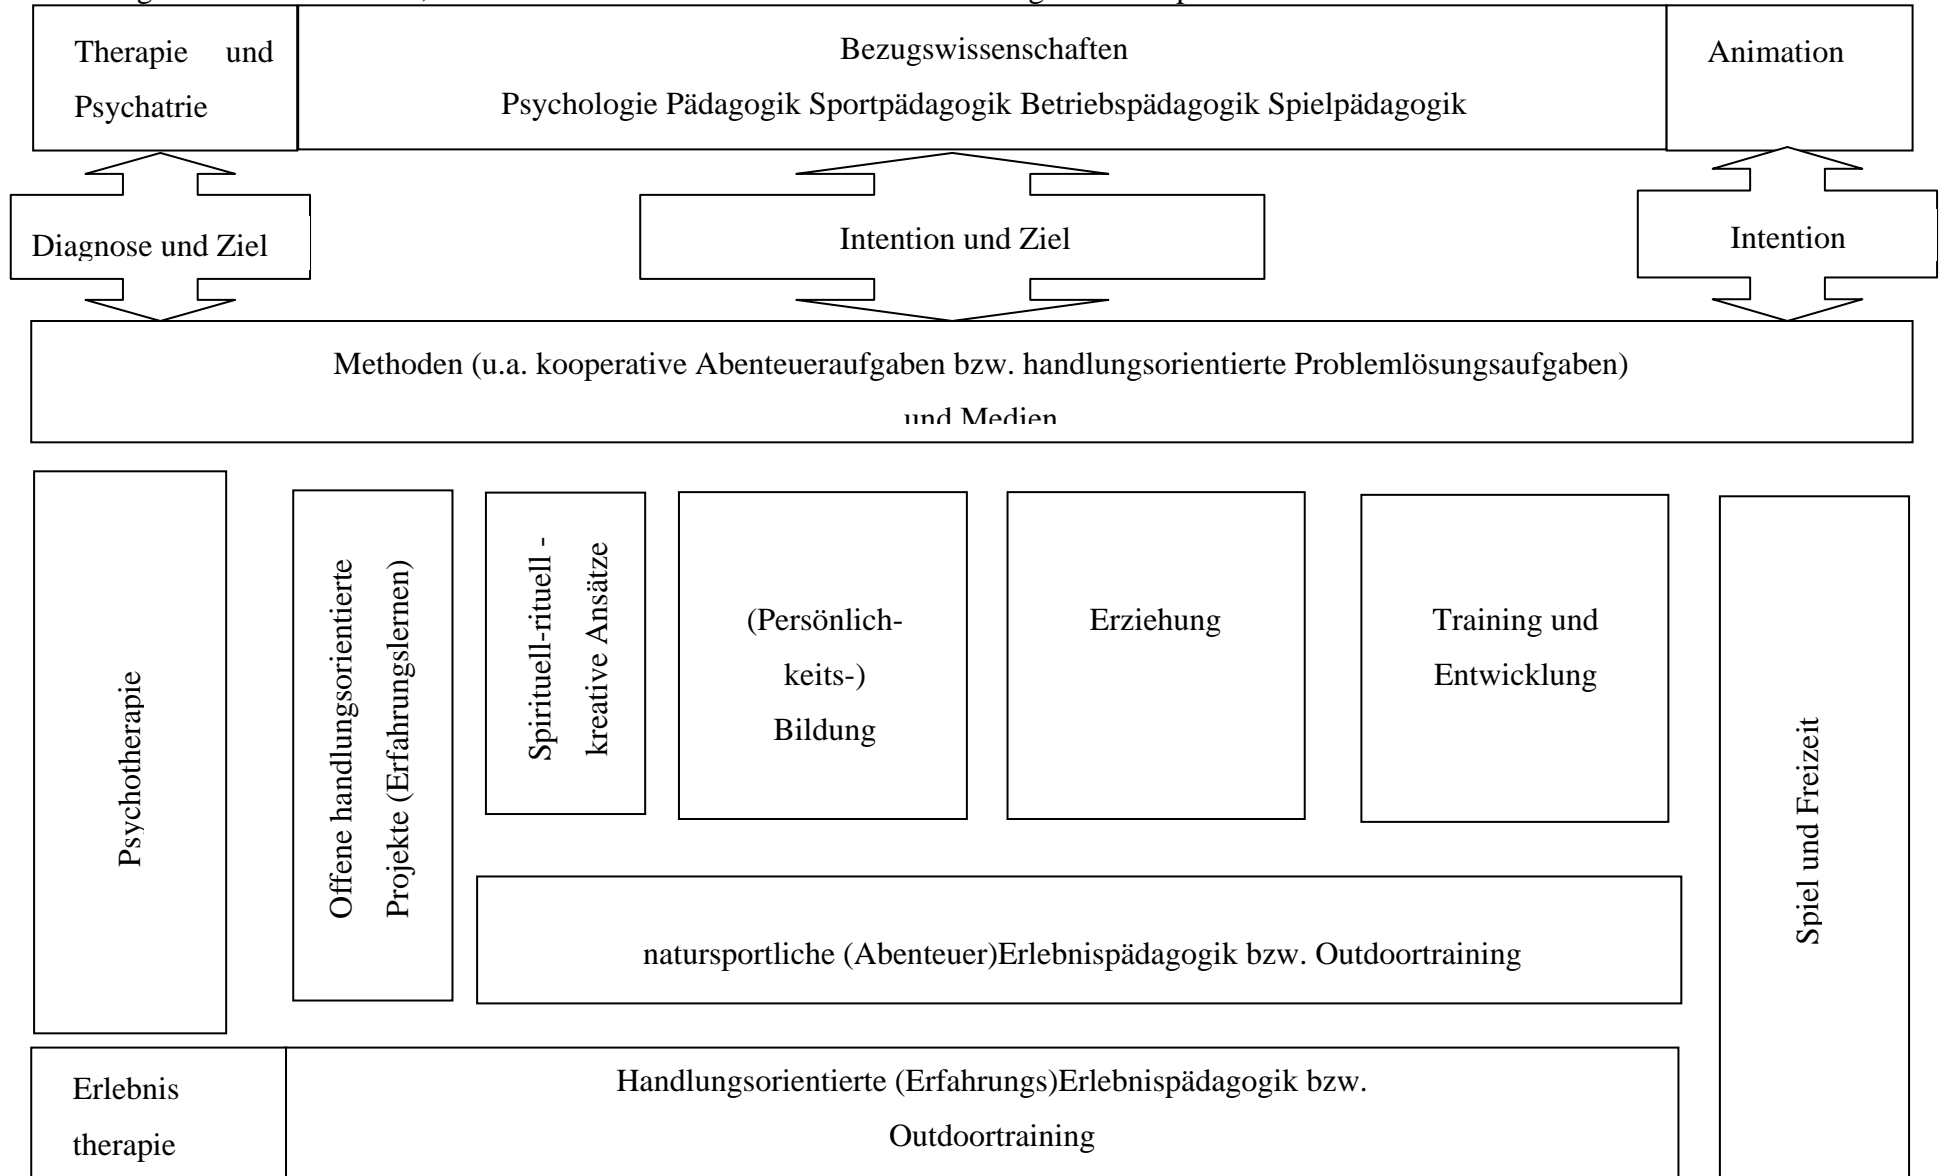 Therapie und
Psychatrie
Bezugswissenschaften
Psychologie Pädagogik Sportpädagogik Betriebspädagogik Spielpädagogik
Animation
Diagnose und Ziel
Intention und Ziel
Intention
Methoden (u.a. kooperative Abenteueraufgaben bzw. handlungsorientierte Problemlösungsaufgaben)
und Medien
Psychotherapie
Offene handlungsorientierte
Projekte (Erfahrungslernen)
Spirituell-rituell -
kreative Ansätze
(Persönlich-
keits-)
Bildung
Erziehung
Training und
Entwicklung
Spiel und Freizeit
natursportliche (Abenteuer)Erlebnispädagogik bzw. Outdoortraining
Erlebnis
therapie
Handlungsorientierte (Erfahrungs)Erlebnispädagogik bzw.
Outdoortraining